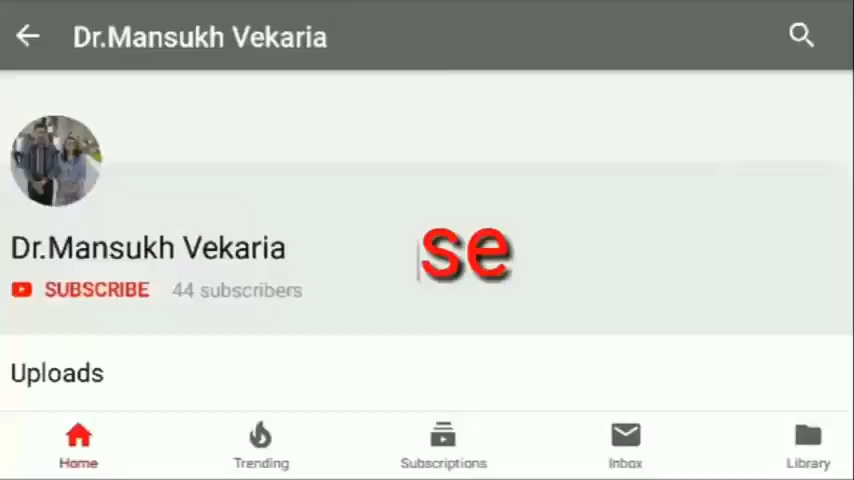 Dr.Mansukh Vekaria
Dr.Mansukh Vekaria
se
SUBSCRIBE 44 subscribers
Uploads
Home Trending Subscriptions Inbox Library